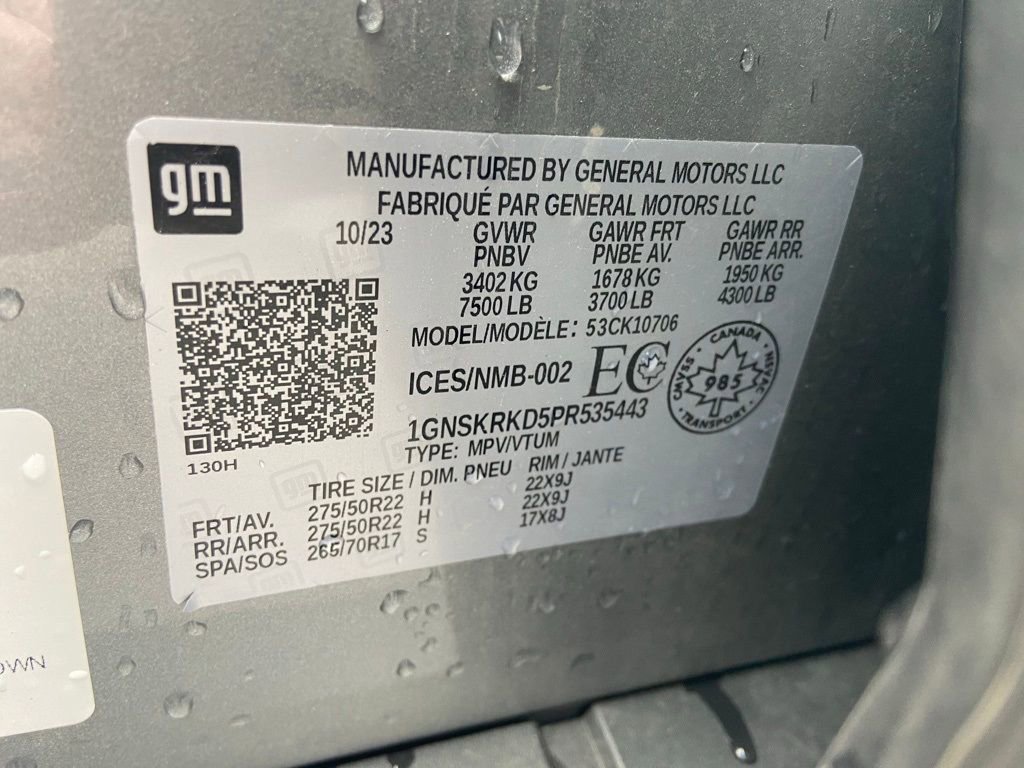 gm
MANUFACTURED BY GENERAL MOTORS LLC
FABRIQUÉ PAR GENERAL MOTORS LLC
10/23 GVWR GAWR FRT GAWR RR
PNBV PNBE AV. PNBE ARR.
3402 KG 1678 KG 1950 KG
7500 LB 3700 LB 4300 LB
MODEL/MODÈLE: 53CK10706
ICES/NMB-002 EC
CANADA
CMVSS 985 NSVAC
TRANSPORT
1GNSKRKD5PR535443
TYPE: MPV/VTUM
130H
TIRE SIZE / DIM. PNEU RIM / JANTE
FRT/AV. 275/50R22 H 22X9J
RR/ARR. 275/50R22 H 22X9J
SPA/SOS 265/70R17 S 17X8J